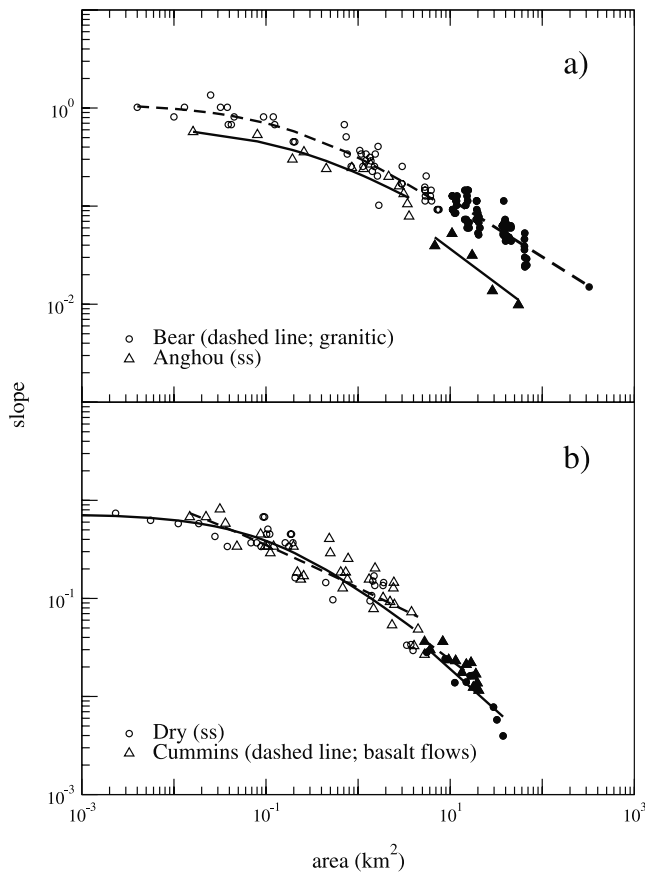 a)
10^0
10^-2
Bear (dashed line; granitic)
Anghou (ss)
slope
b)
10^-1
Dry (ss)
Cummins (dashed line; basalt flows)
10^-3
10^-3 10^-1 10^1 10^3
area (km^2)